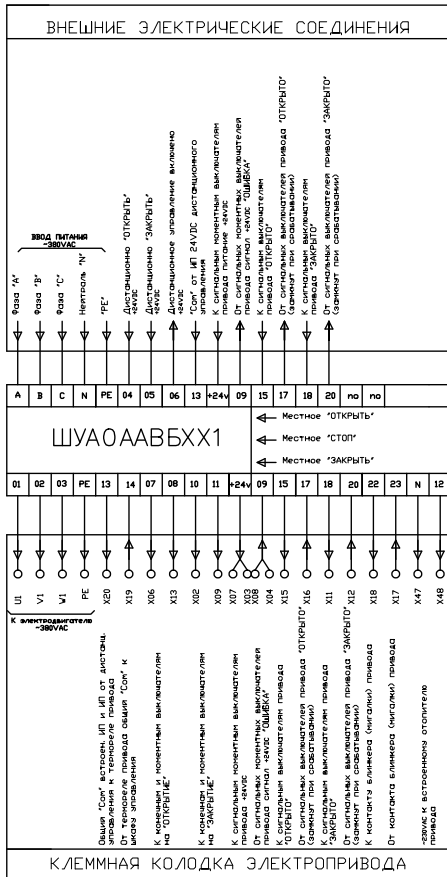 ВНЕШНИЕ ЭЛЕКТРИЧЕСКИЕ СОЕДИНЕНИЯ
ВВОД ПИТАНИЯ
~380VAC
Фаза "A"
Фаза "B"
Фаза "C"
Нейтраль "N"
"PE"
Дистанционно "ОТКРЫТЬ"
+24VDC
Дистанционно "ЗАКРЫТЬ"
+24VDC
Дистанционное управление включено
+24VDC
"Com" от ИП 24VDC дистанционного
управления
К сигнальным моментным выключателям
привода питание +24VDC
От сигнальных моментных выключателей
привода сигнал +24VDC "ОШИБКА"
К сигнальным выключателям
привода "ОТКРЫТО"
От сигнальных выключателей привода "ОТКРЫТО"
(замкнут при срабатывании)
К сигнальным выключателям
привода "ЗАКРЫТО"
От сигнальных выключателей привода "ЗАКРЫТО"
(замкнут при срабатывании)
A B C N PE 04 05 06 13 +24v 09 15 17 18 20 no no
ШУА0ААВБХХ1
Местное "ОТКРЫТЬ"
Местное "СТОП"
Местное "ЗАКРЫТЬ"
01 02 03 PE 13 14 07 08 10 11 +24v 09 15 17 18 20 22 23 N 12
U1 V1 W1 PE X20 X19 X06 X13 X02 X09 X07 X03 X08 X04 X15 X16 X11 X12 X18 X17 X47 X48
К электродвигателю
~380VAC
Общий "Com" встроен. ИП и ИП от дистанц.
управления к термореле привода
От термореле привода общий "Com" к
шкафу управления
К конечным и моментным выключателям
на "ОТКРЫТИЕ"
К конечным и моментным выключателям
на "ЗАКРЫТИЕ"
К сигнальным моментным выключателям
привода +24VDC
От сигнальных моментных выключателей
привода сигнал +24VDC "ОШИБКА"
К сигнальным выключателям привода
"ОТКРЫТО"
От сигнальных выключателей привода "ОТКРЫТО"
(замкнут при срабатывании)
К сигнальным выключателям привода
"ЗАКРЫТО"
От сигнальных выключателей привода "ЗАКРЫТО"
(замкнут при срабатывании)
К контакту блинкера (мигалки) привода
От контакта блинкера (мигалки) привода
~230VAC к встроенному отопителю
привода
КЛЕММНАЯ КОЛОДКА ЭЛЕКТРОПРИВОДА